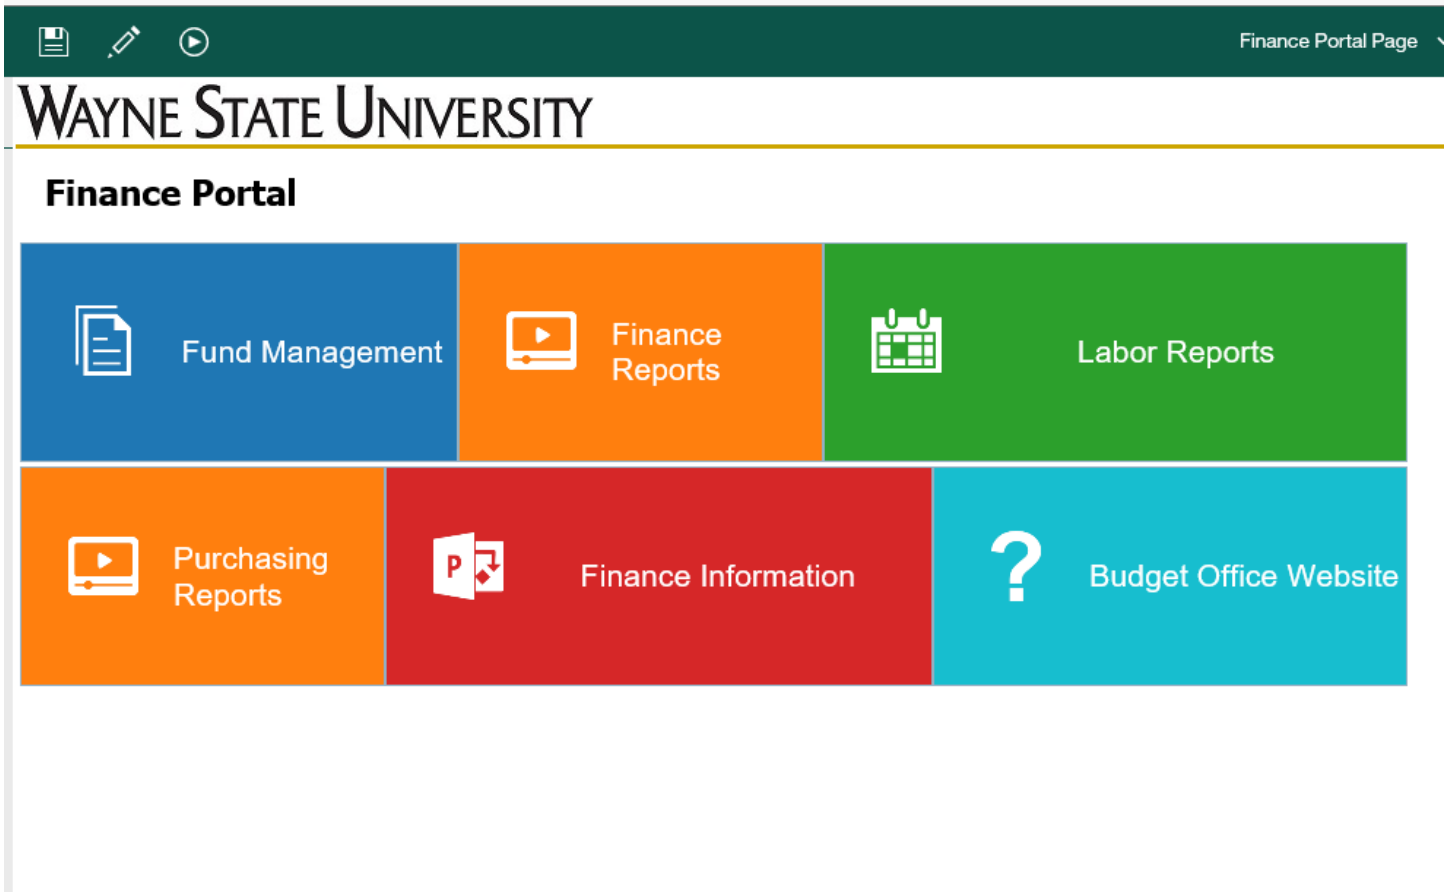 Finance Portal Page
WAYNE STATE UNIVERSITY
Finance Portal
Fund Management
Finance
Reports
Labor Reports
Purchasing
Reports
P
Finance Information
?
Budget Office Website